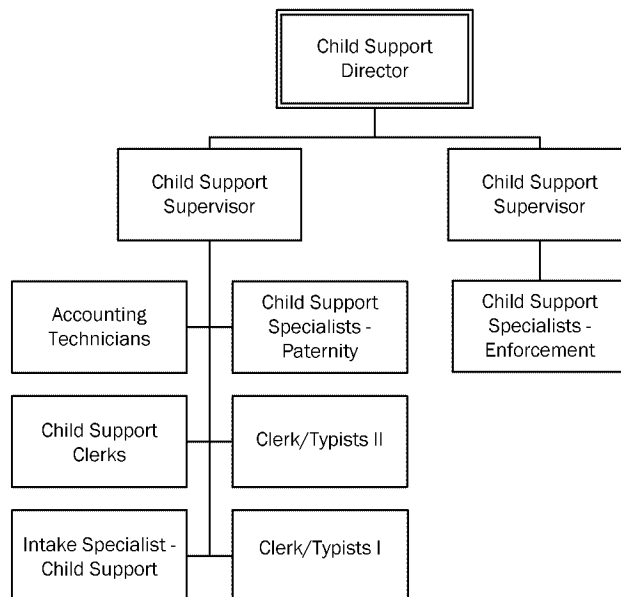 Child Support
Director
Child Support
Supervisor
Child Support
Supervisor
Accounting
Technicians
Child Support
Specialists -
Paternity
Child Support
Specialists -
Enforcement
Child Support
Clerks
Clerk/Typists II
Intake Specialist -
Child Support
Clerk/Typists I